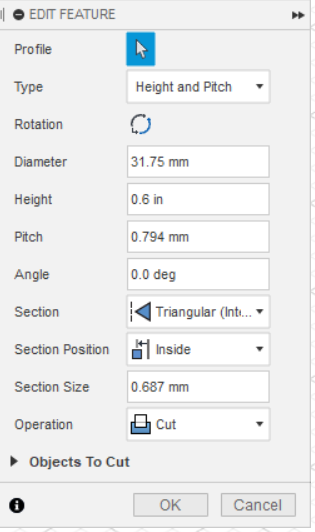 EDIT FEATURE
Profile
Type Height and Pitch
Rotation
Diameter 31.75 mm
Height 0.6 in
Pitch 0.794 mm
Angle 0.0 deg
Section Triangular (Int...
Section Position Inside
Section Size 0.687 mm
Operation Cut
Objects To Cut
OK Cancel